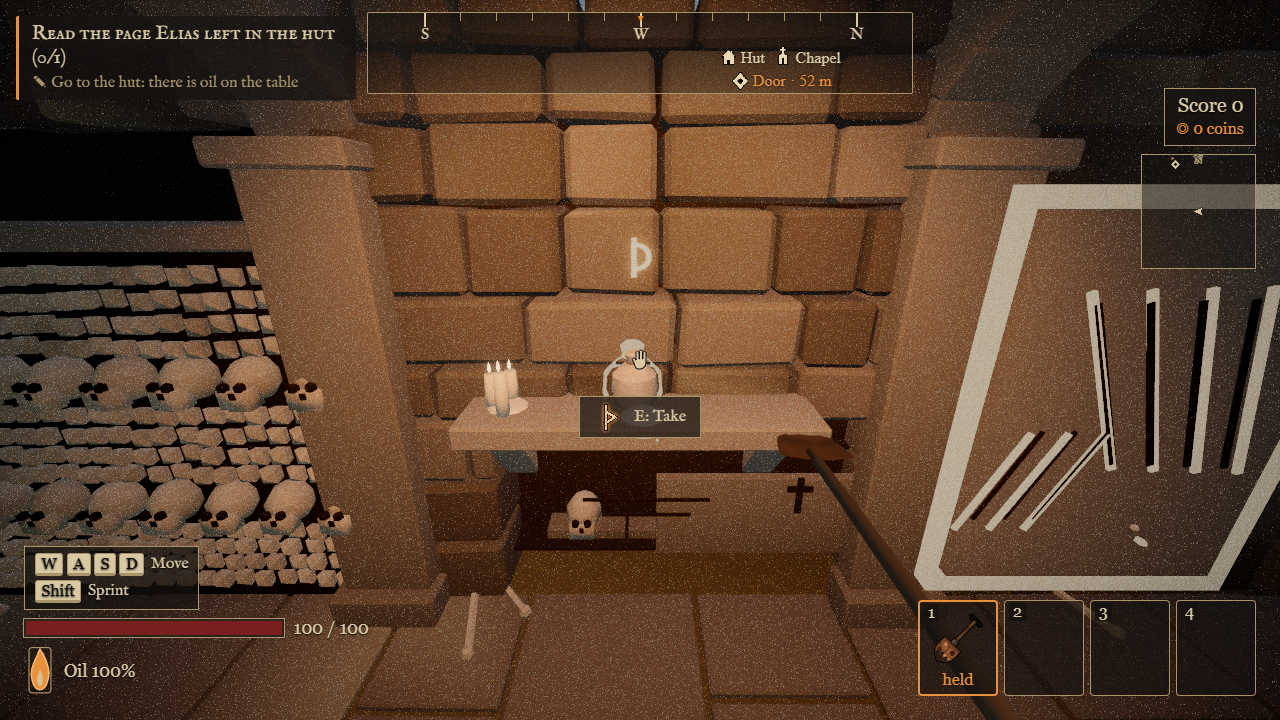 Read the page Elias left in the hut
(0/1)
Go to the hut: there is oil on the table
S W N
Hut Chapel
Door · 52 m
Score 0
0 coins
Þ
E: Take
W A S D Move
Shift Sprint
100 / 100
Oil 100%
1 2 3 4
held